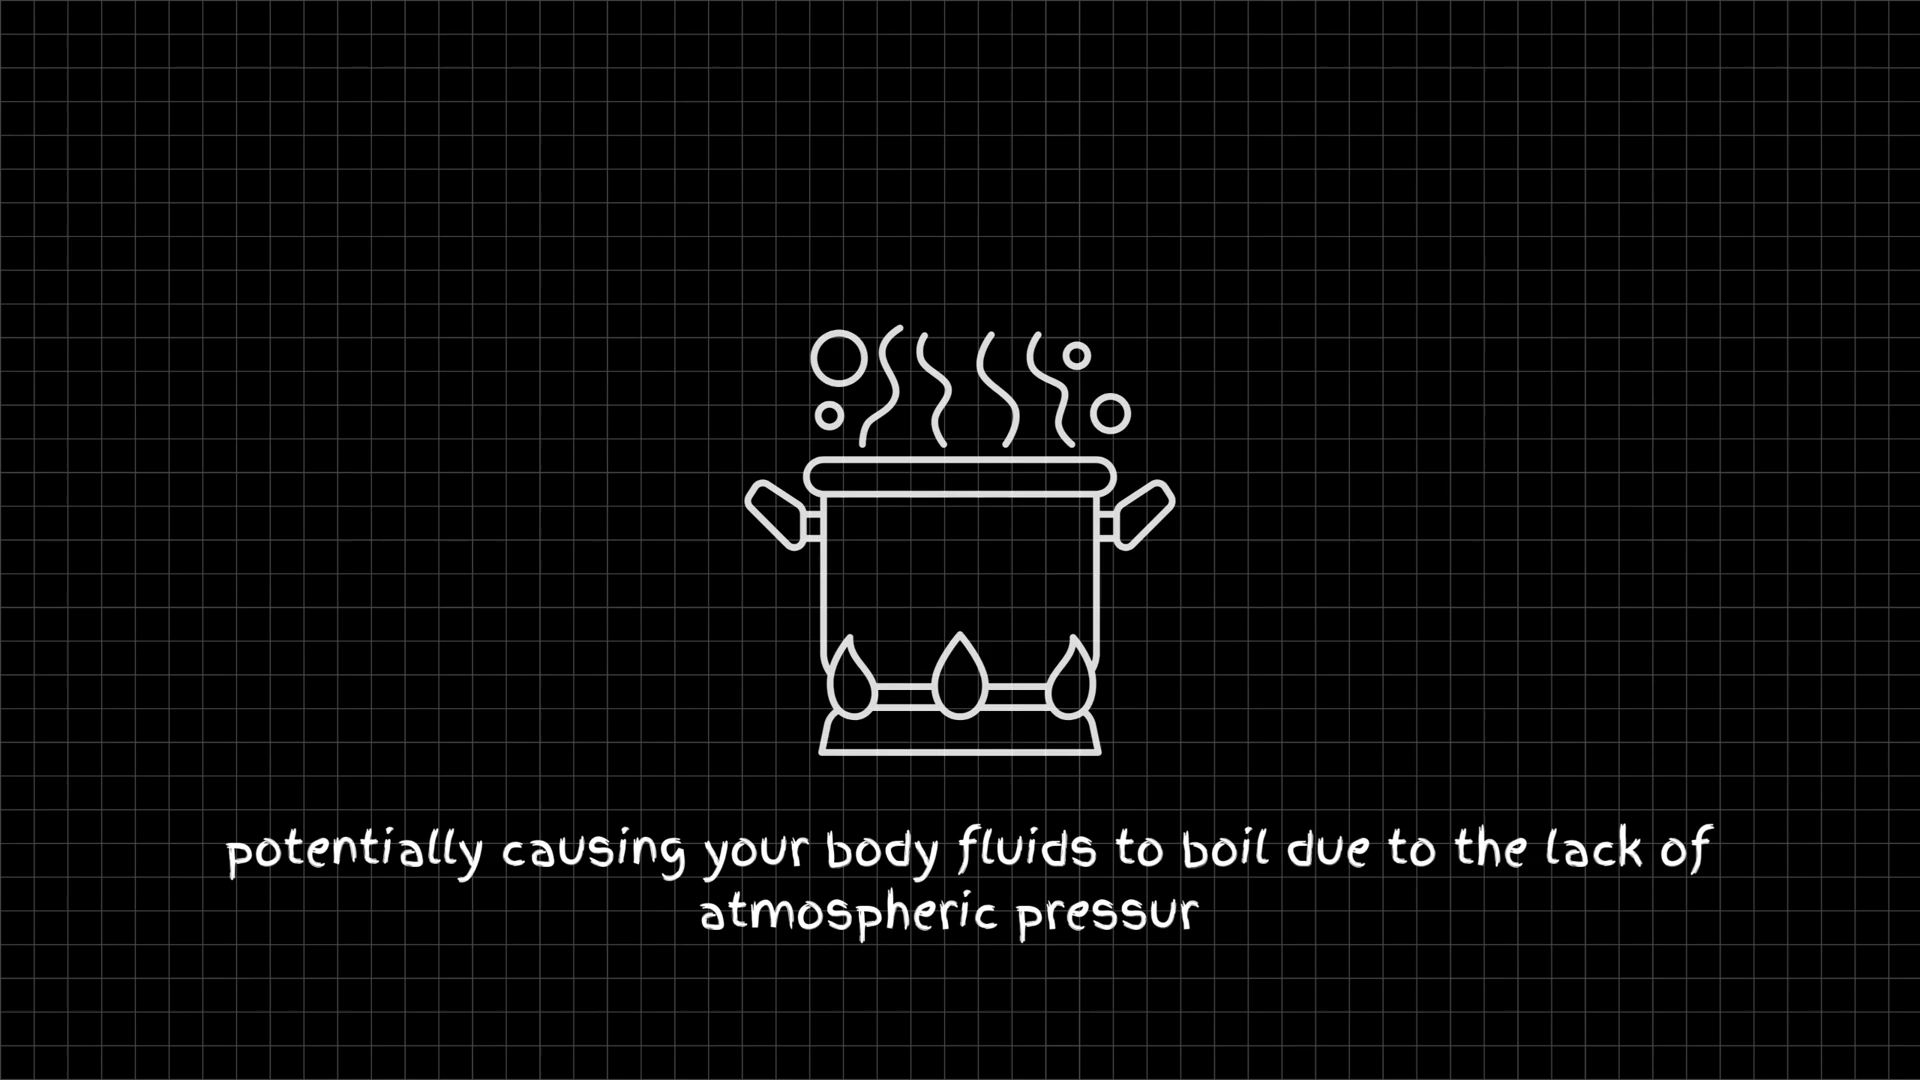 potentially causing your body fluids to boil due to the lack of
atmospheric pressur